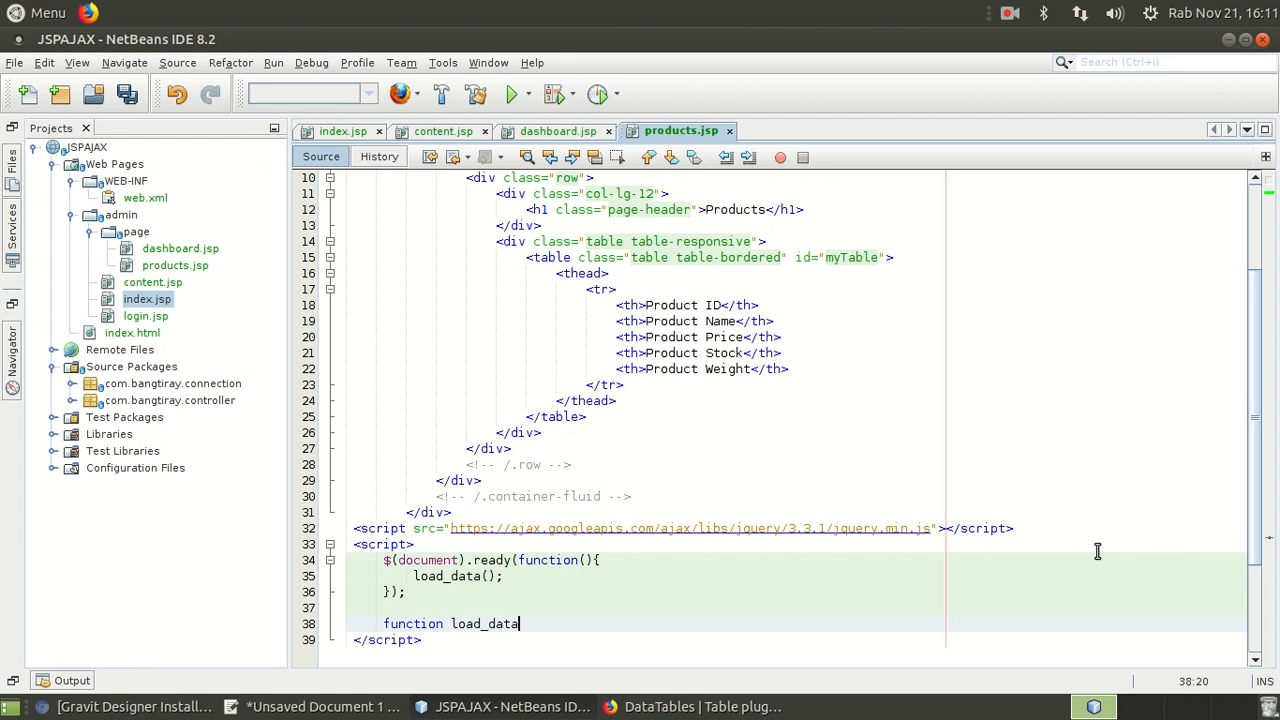 Menu
Rab Nov 21, 16:11
JSPAJAX - NetBeans IDE 8.2
File Edit View Navigate Source Refactor Run Debug Profile Team Tools Window Help
Search (Ctrl+I)
Projects
index.jsp content.jsp dashboard.jsp products.jsp
Source History
Files
Services
Navigator
JSPAJAX
Web Pages
WEB-INF
web.xml
admin
page
dashboard.jsp
products.jsp
content.jsp
index.jsp
login.jsp
index.html
Remote Files
Source Packages
com.bangtiray.connection
com.bangtiray.controller
Test Packages
Libraries
Test Libraries
Configuration Files
10 <div class="row">
11 <div class="col-lg-12">
12 <h1 class="page-header">Products</h1>
13 </div>
14 <div class="table table-responsive">
15 <table class="table table-bordered" id="myTable">
16 <thead>
17 <tr>
18 <th>Product ID</th>
19 <th>Product Name</th>
20 <th>Product Price</th>
21 <th>Product Stock</th>
22 <th>Product Weight</th>
23 </tr>
24 </thead>
25 </table>
26 </div>
27 </div>
28 <!-- /.row -->
29 </div>
30 <!-- /.container-fluid -->
31 </div>
32 <script src="https://ajax.googleapis.com/ajax/libs/jquery/3.3.1/jquery.min.js"></script>
33 <script>
34 $(document).ready(function(){
35 load_data();
36 });
37
38 function load_data
39 </script>
Output
38:20 INS
[Gravit Designer Install... *Unsaved Document 1 ... JSPAJAX - NetBeans ID... DataTables | Table plug...